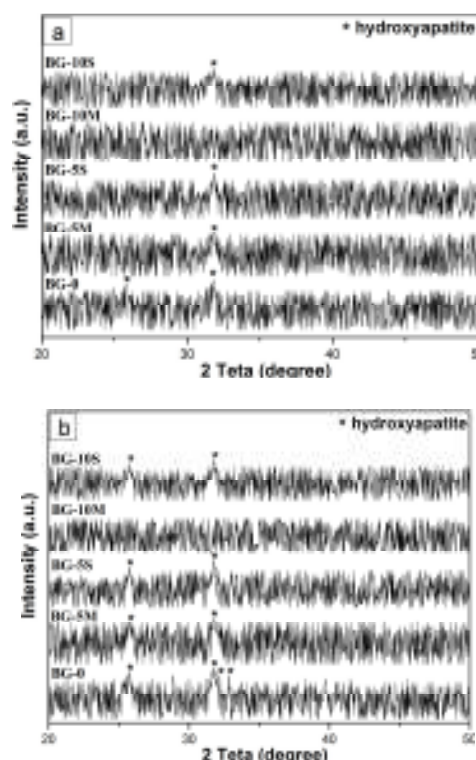 a
* hydroxyapatite
BG-10S
*
BG-10M
BG-5S
*
BG-5M
*
BG-0
* *
Intensity (a.u.)
20 30 40 50
2 Teta (degree)
b
* hydroxyapatite
BG-10S
* *
BG-10M
BG-5S
* *
BG-5M
* *
BG-0
* * * *
Intensity (a.u.)
20 30 40 50
2 Teta (degree)